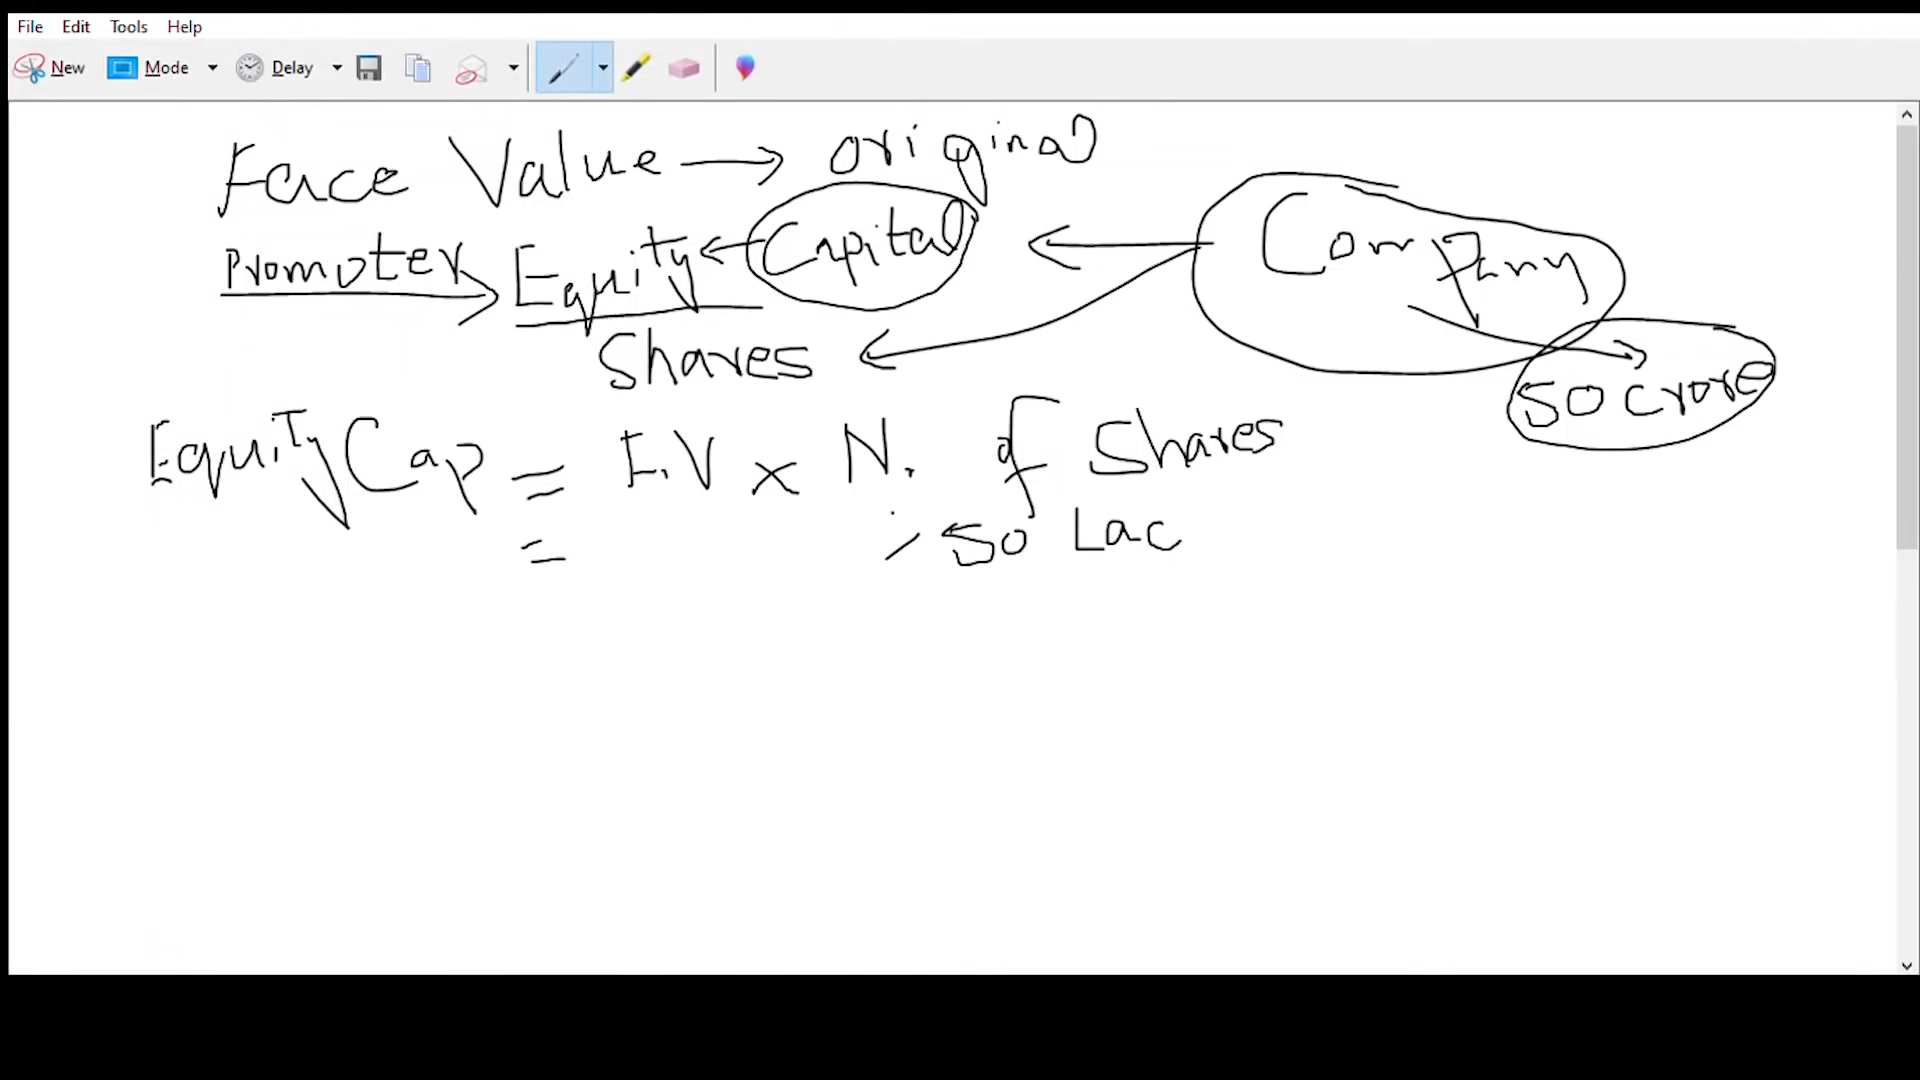 File Edit Tools Help
New Mode Delay
Face Value → original
Promoter → Equity ← Capital ← Company
Shares
50 crore
Equity Cap = F.V x N. of Shares
= 50 Lac